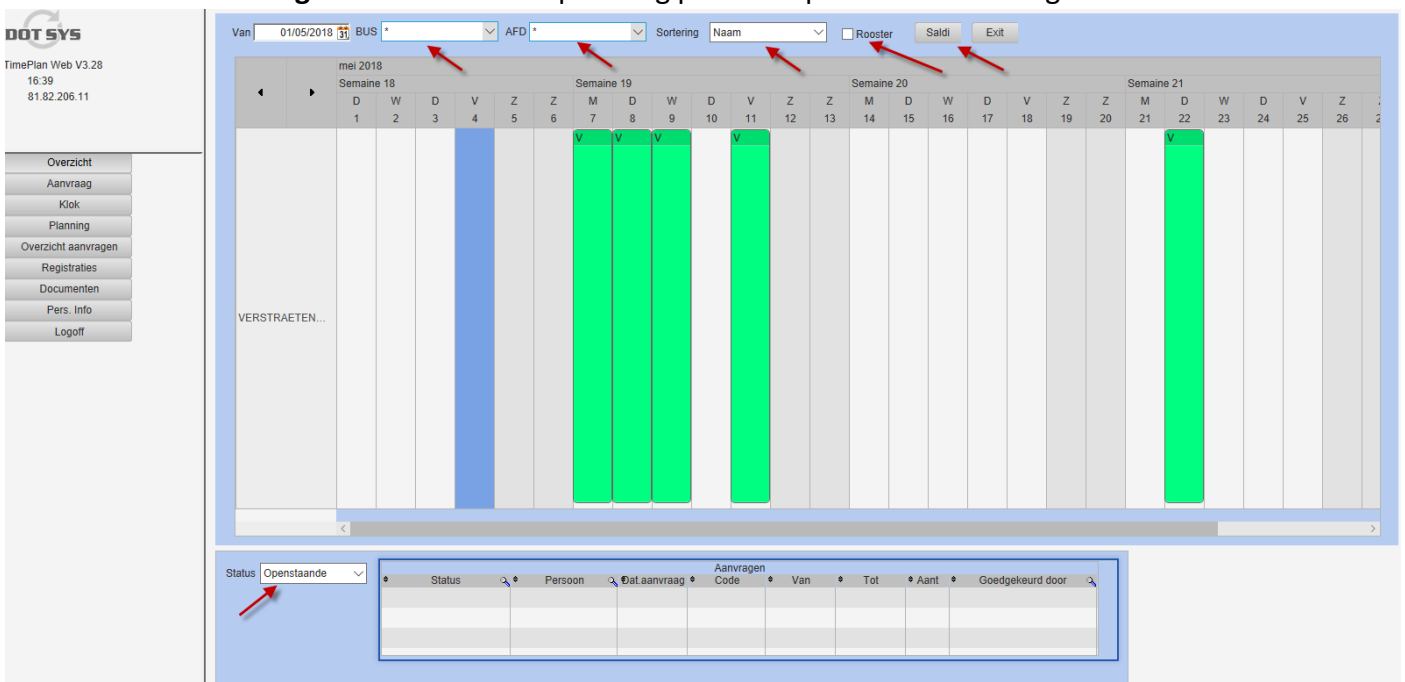 DOT SYS
TimePlan Web V3.28
16:39
81.82.206.11
Overzicht
Aanvraag
Klok
Planning
Overzicht aanvragen
Registraties
Documenten
Pers. Info
Logoff
Van 01/05/2018 31 BUS * AFD * Sortering Naam Rooster Saldi Exit
mei 2018
Semaine 18 Semaine 19 Semaine 20 Semaine 21
D W D V Z Z M D W D V Z Z M D W D V Z Z M D W D V Z
1 2 3 4 5 6 7 8 9 10 11 12 13 14 15 16 17 18 19 20 21 22 23 24 25 26
V V V V V
VERSTRAETEN...
Status Openstaande
Aanvragen
Status Persoon Dat.aanvraag Code Van Tot Aant Goedgekeurd door